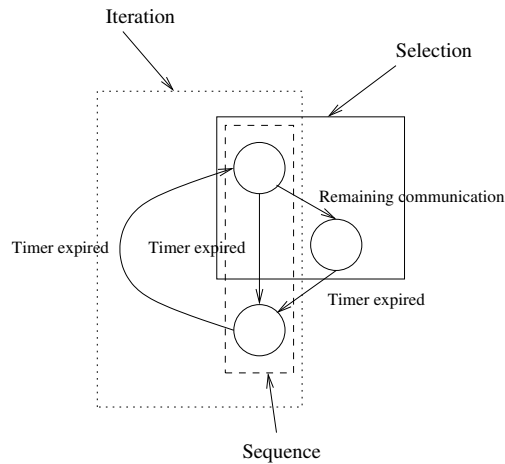 Iteration
Selection
Remaining communication
Timer expired
Timer expired
Timer expired
Sequence